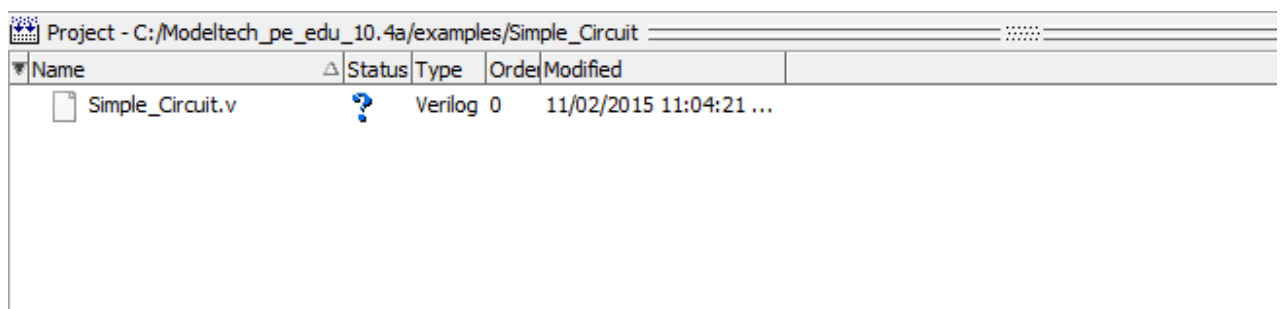 Project - C:/Modeltech_pe_edu_10.4a/examples/Simple_Circuit
Name Status Type Order Modified
Simple_Circuit.v ? Verilog 0 11/02/2015 11:04:21 ...